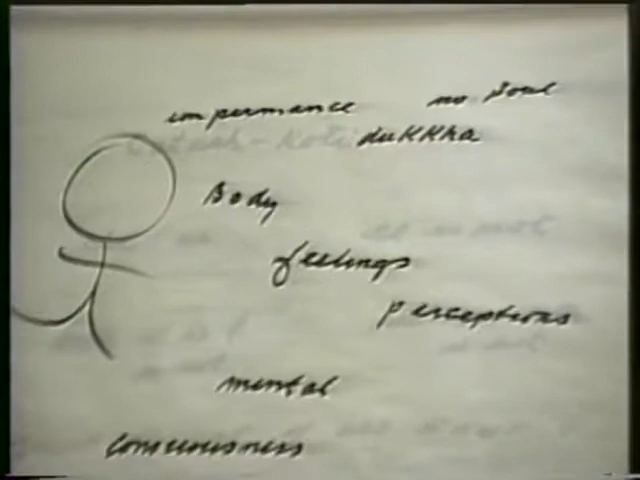 impermance no soul
dukkha
Body
feelings
perceptions
mental
consciousness